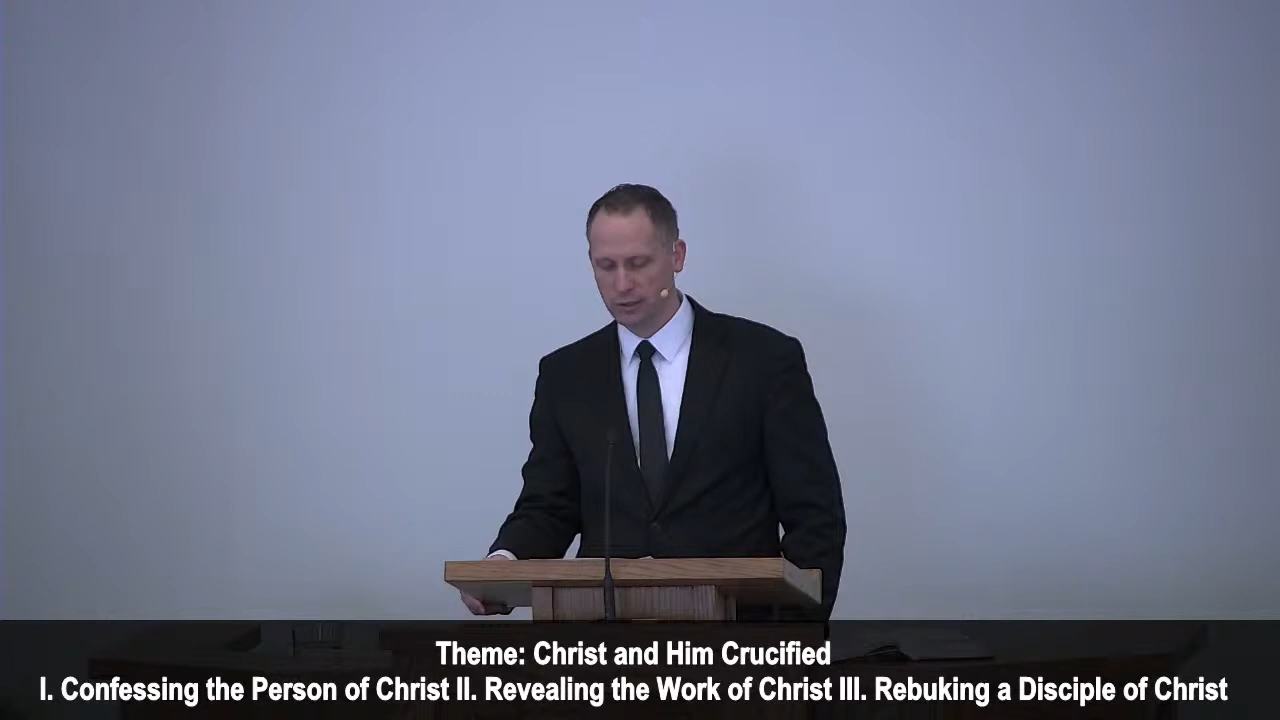 Theme: Christ and Him Crucified
I. Confessing the Person of Christ II. Revealing the Work of Christ III. Rebuking a Disciple of Christ